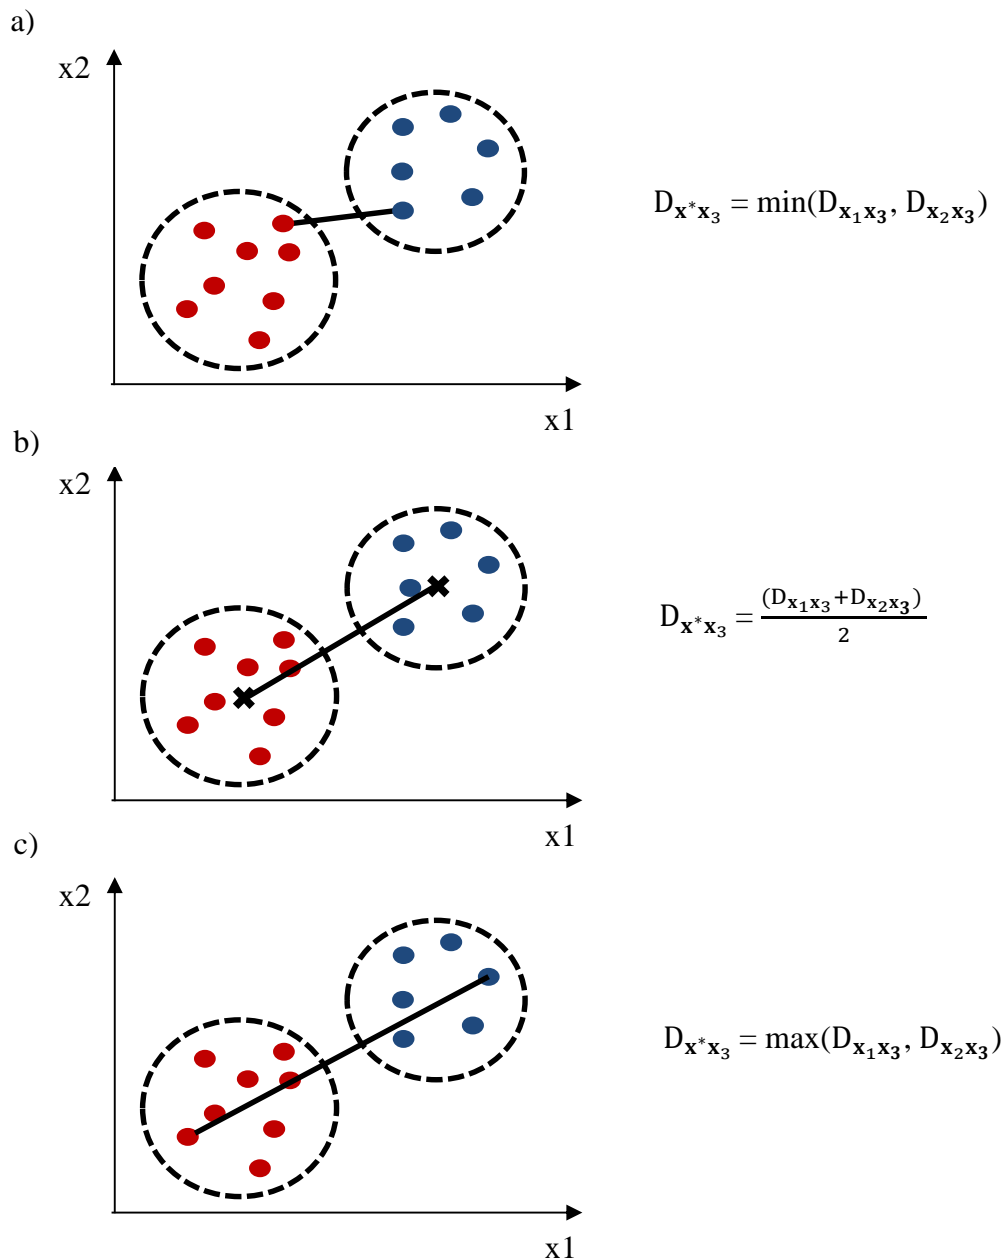 a)
x2
D𝐱*𝐱₃ = min(D𝐱₁𝐱₃, D𝐱₂𝐱₃)
x1
b)
x2
D𝐱*𝐱₃ = (D𝐱₁𝐱₃+D𝐱₂𝐱₃)/2
x1
c)
x2
D𝐱*𝐱₃ = max(D𝐱₁𝐱₃, D𝐱₂𝐱₃)
x1